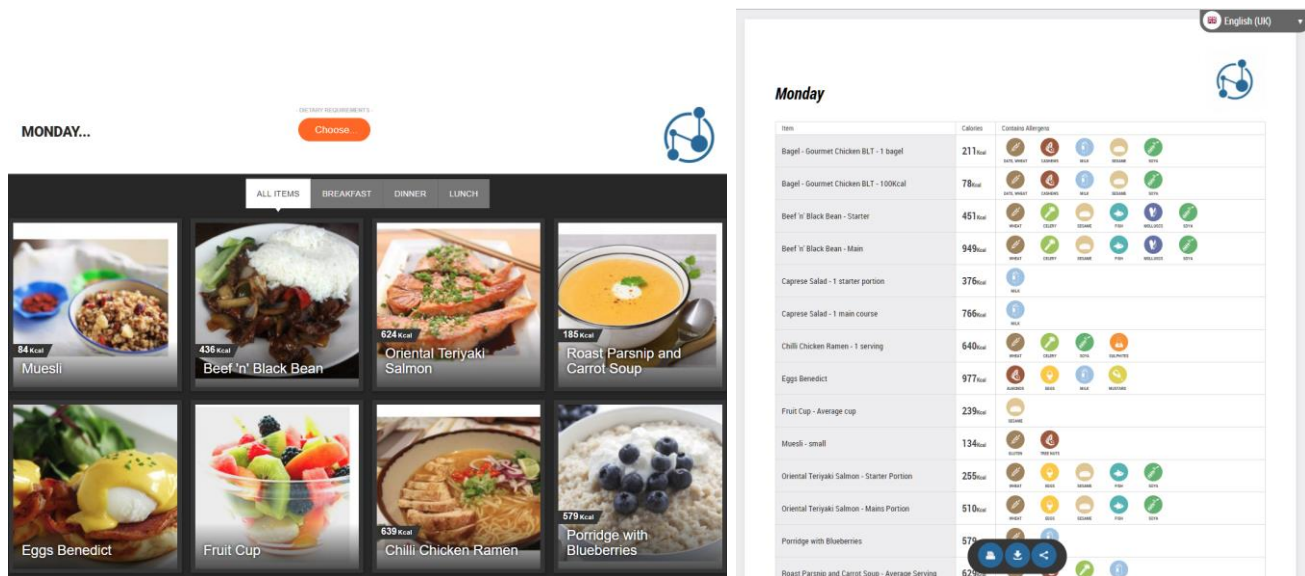 - DIETARY REQUIREMENTS -
MONDAY...
Choose...
ALL ITEMS BREAKFAST DINNER LUNCH
84 Kcal
Muesli
436 Kcal
Beef 'n' Black Bean
624 Kcal
Oriental Teriyaki
Salmon
185 Kcal
Roast Parsnip and
Carrot Soup
Eggs Benedict
Fruit Cup
639 Kcal
Chilli Chicken Ramen
579 Kcal
Porridge with
Blueberries
English (UK)
Monday
Item Calories Contains Allergens
Bagel - Gourmet Chicken BLT - 1 bagel 211Kcal
OATS, WHEAT CASHEWS MILK SESAME SOYA
Bagel - Gourmet Chicken BLT - 100Kcal 78Kcal
OATS, WHEAT CASHEWS MILK SESAME SOYA
Beef 'n' Black Bean - Starter 451Kcal
WHEAT CELERY SESAME FISH MOLLUSCS SOYA
Beef 'n' Black Bean - Main 949Kcal
WHEAT CELERY SESAME FISH MOLLUSCS SOYA
Caprese Salad - 1 starter portion 376Kcal
MILK
Caprese Salad - 1 main course 766Kcal
MILK
Chilli Chicken Ramen - 1 serving 640Kcal
WHEAT CELERY SOYA SULPHITES
Eggs Benedict 977Kcal
ALMONDS EGGS MILK MUSTARD
Fruit Cup - Average cup 239Kcal
SESAME
Muesli - small 134Kcal
GLUTEN TREE NUTS
Oriental Teriyaki Salmon - Starter Portion 255Kcal
WHEAT EGGS SESAME FISH SOYA
Oriental Teriyaki Salmon - Mains Portion 510Kcal
WHEAT EGGS SESAME FISH SOYA
Porridge with Blueberries 579
Roast Parsnip and Carrot Soup - Average Serving 629Kcal